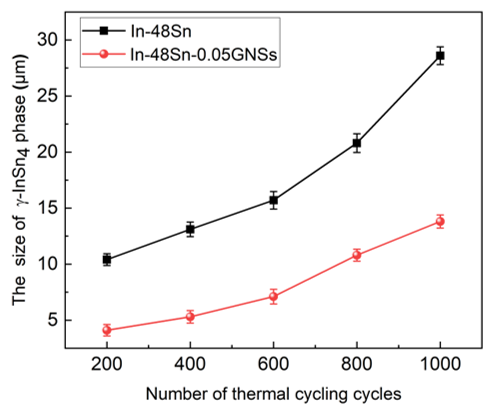 In-48Sn
In-48Sn-0.05GNSs
The size of γ-InSn4 phase (μm)
30
25
20
15
10
5
200 400 600 800 1000
Number of thermal cycling cycles